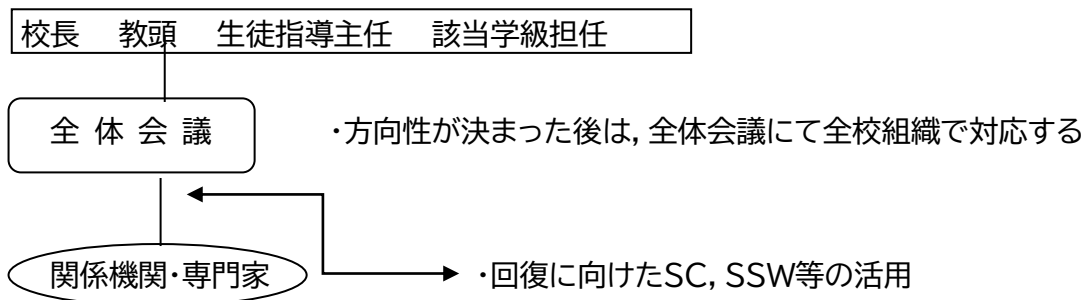 校長 教頭 生徒指導主任 該当学級担任
全体会議 ・方向性が決まった後は,全体会議にて全校組織で対応する
関係機関・専門家 ・回復に向けたSC,SSW等の活用